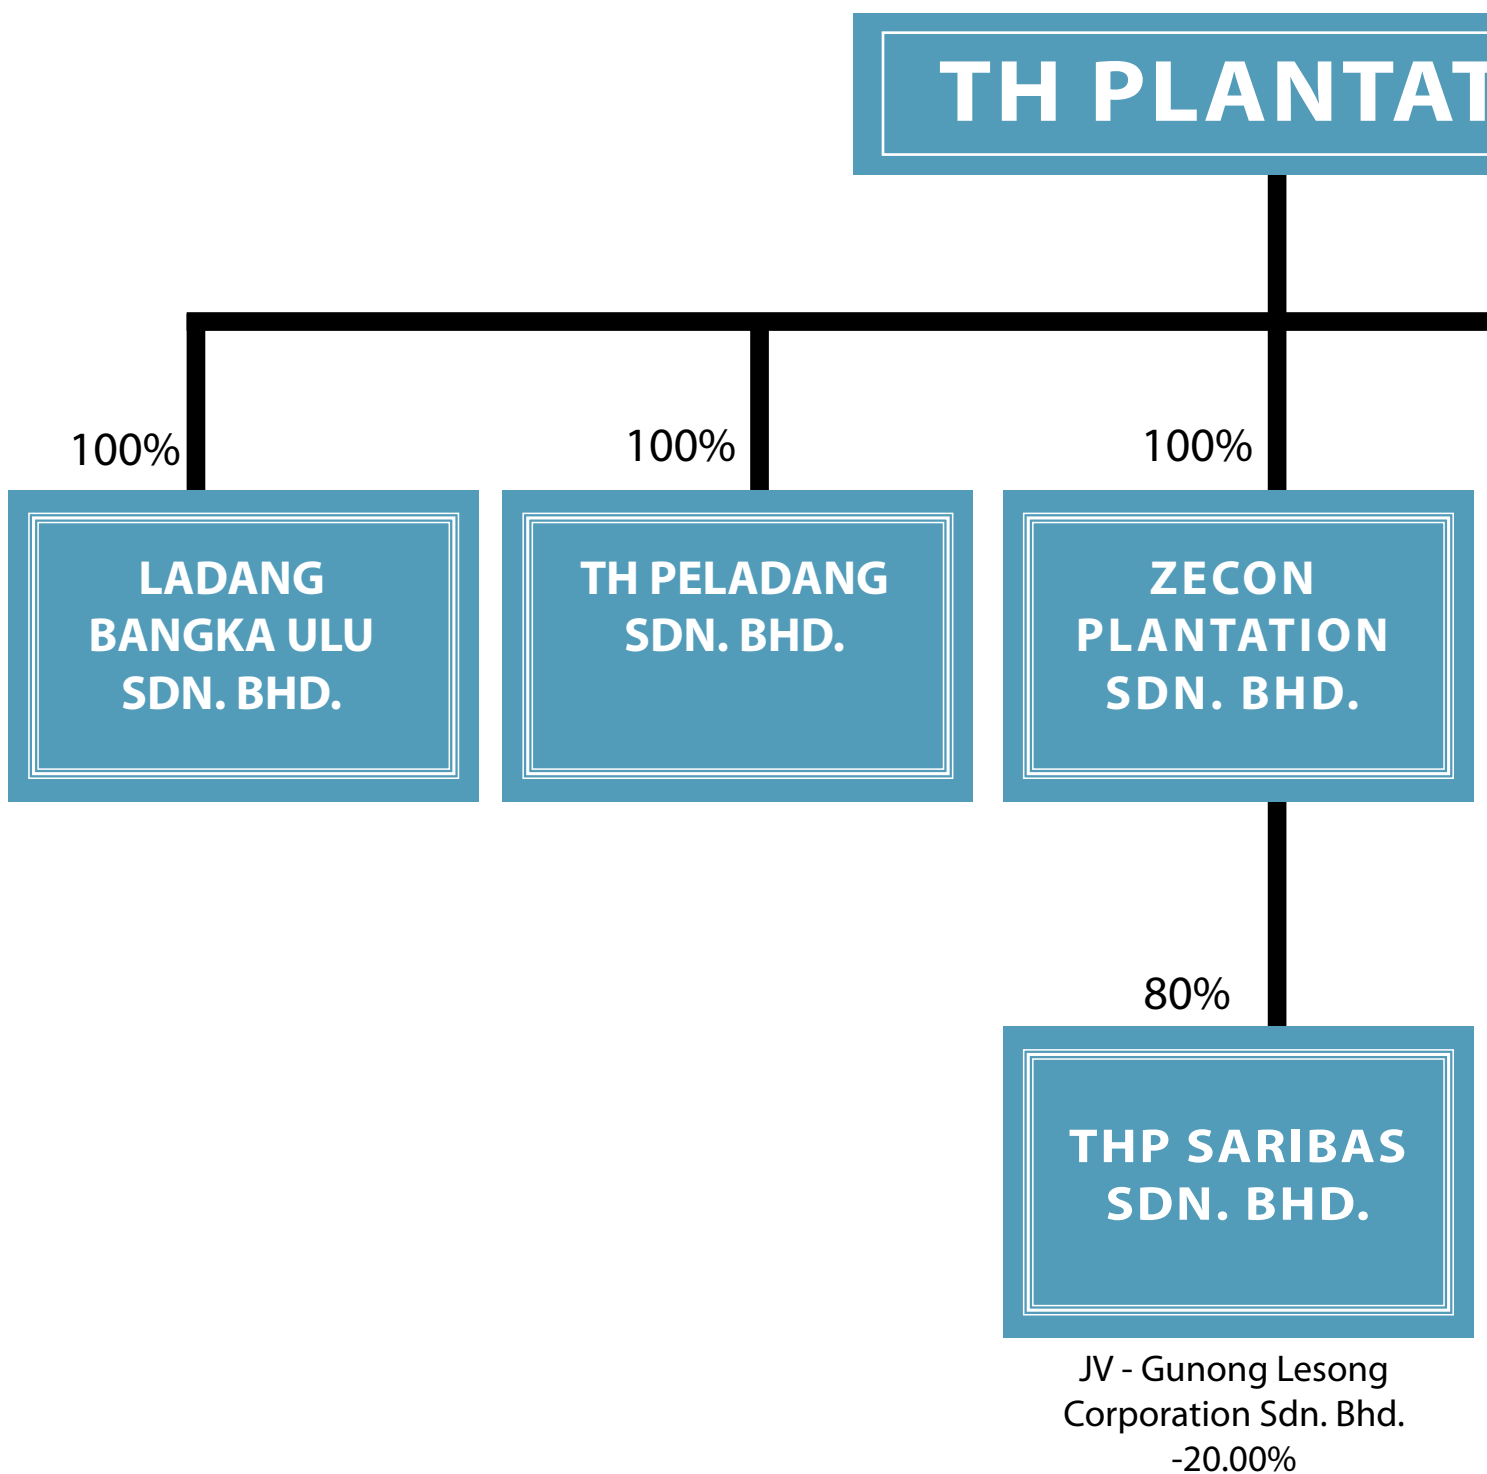 TH PLANTAT
100%
100%
100%
LADANG
BANGKA ULU
SDN. BHD.
TH PELADANG
SDN. BHD.
ZECON
PLANTATION
SDN. BHD.
80%
THP SARIBAS
SDN. BHD.
JV - Gunong Lesong
Corporation Sdn. Bhd.
-20.00%